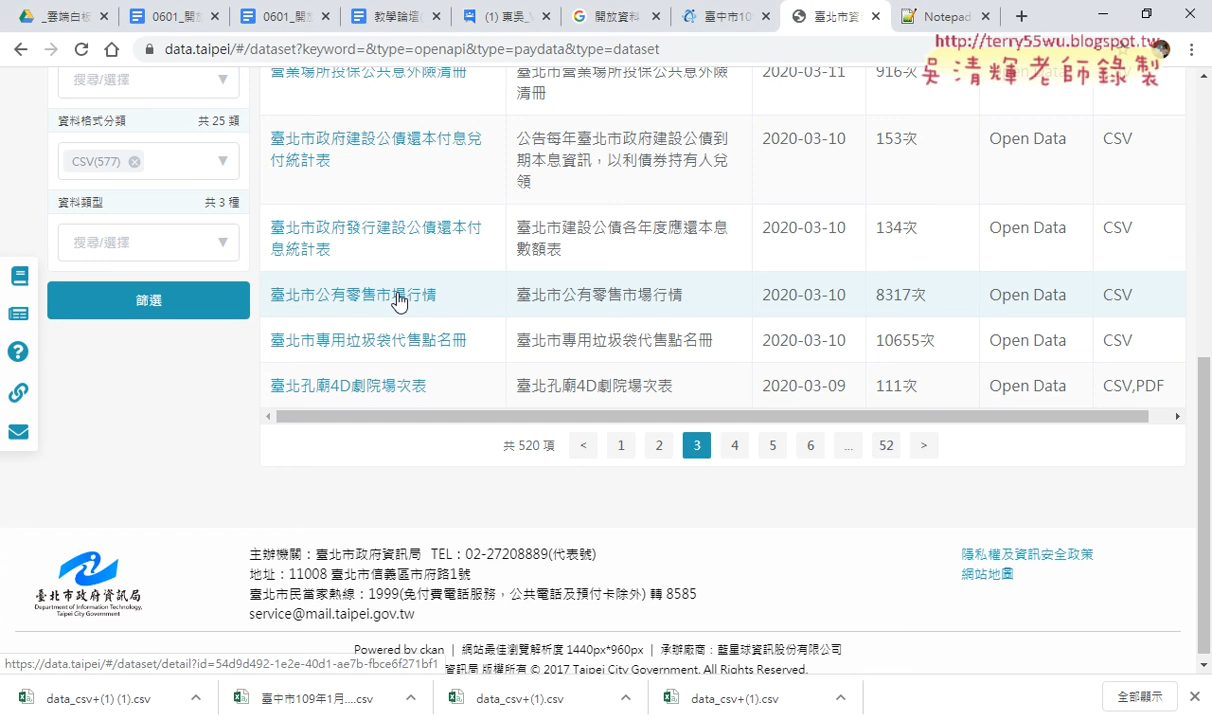 _雲端白板
0601_開放
0601_開放
教學論壇(
(1) 東吳_
開放資料
臺中市10
臺北市資
Notepad
data.taipei/#/dataset?keyword=&type=openapi&type=paydata&type=dataset
http://terry55wu.blogspot.tw
吳清輝老師錄製
搜尋/選擇
資料格式分類 共 25 類
CSV(577)
資料類型 共 3 種
搜尋/選擇
篩選
營業場所投保公共意外險清冊 臺北市營業場所投保公共意外險 2020-03-11 916次
清冊
臺北市政府建設公債還本付息兌 公告每年臺北市政府建設公債到 2020-03-10 153次 Open Data CSV
付統計表 期本息資訊,以利債券持有人兌
領
臺北市政府發行建設公債還本付 臺北市建設公債各年度應還本息 2020-03-10 134次 Open Data CSV
息統計表 數額表
臺北市公有零售市場行情 臺北市公有零售市場行情 2020-03-10 8317次 Open Data CSV
臺北市專用垃圾袋代售點名冊 臺北市專用垃圾袋代售點名冊 2020-03-10 10655次 Open Data CSV
臺北孔廟4D劇院場次表 臺北孔廟4D劇院場次表 2020-03-09 111次 Open Data CSV,PDF
共 520 項 < 1 2 3 4 5 6 ... 52 >
臺北市政府資訊局
Department of Information Technology,
Taipei City Government
主辦機關:臺北市政府資訊局 TEL:02-27208889(代表號)
地址:11008 臺北市信義區市府路1號
臺北市民當家熱線:1999(免付費電話服務,公共電話及預付卡除外) 轉 8585
service@mail.taipei.gov.tw
隱私權及資訊安全政策
網站地圖
Powered by ckan | 網站最佳瀏覽解析度 1440px*960px | 承辦廠商:藍星球資訊股份有限公司
資訊局 版權所有 © 2017 Taipei City Government. All Rights Reserved.
https://data.taipei/#/dataset/detail?id=54d9d492-1e2e-40d1-ae7b-fbce6f271bf1
data_csv+(1) (1).csv
臺中市109年1月....csv
data_csv+(1).csv
data_csv+(1).csv
全部顯示